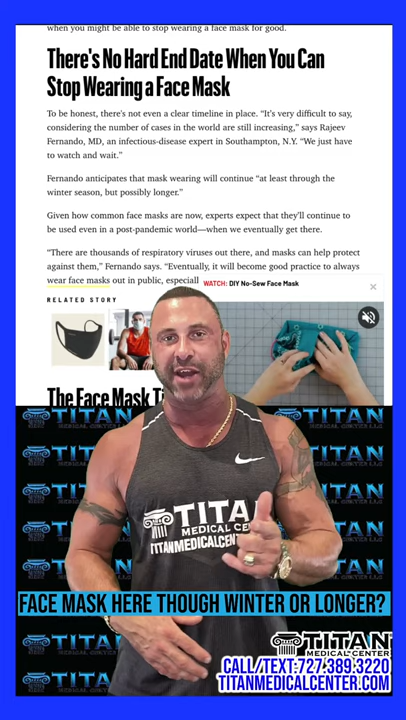 when you might be able to stop wearing a face mask for good.
There's No Hard End Date When You Can
Stop Wearing a Face Mask
To be honest, there's not even a clear timeline in place. "It's very difficult to say,
considering the number of cases in the world are still increasing," says Rajeev
Fernando, MD, an infectious-disease expert in Southampton, N.Y. "We just have
to watch and wait."
Fernando anticipates that mask wearing will continue "at least through the
winter season, but possibly longer."
Given how common face masks are now, experts expect that they'll continue to
be used even in a post-pandemic world—when we eventually get there.
"There are thousands of respiratory viruses out there, and masks can help protect
against them," Fernando says. "Eventually, it will become good practice to always
wear face masks out in public, especial
WATCH: DIY No-Sew Face Mask
RELATED STORY
The Face Mask
TITAN
MEDICAL CENTER LLC
TITAN
MEDICAL CE
TITANMEDICALCENT
FACE MASK HERE THOUGH WINTER OR LONGER?
TITAN
MEDICAL CENTER
CALL/TEXT:727.389.3220
TITANMEDICALCENTER.COM